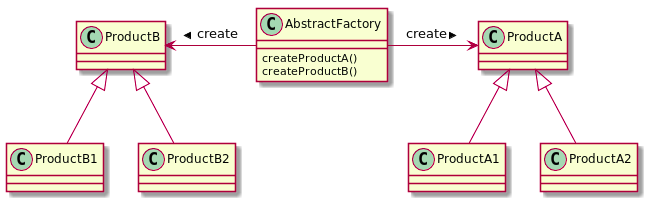 C ProductB
◄ create
C AbstractFactory
createProductA()
createProductB()
create►
C ProductA
C ProductB1
C ProductB2
C ProductA1
C ProductA2